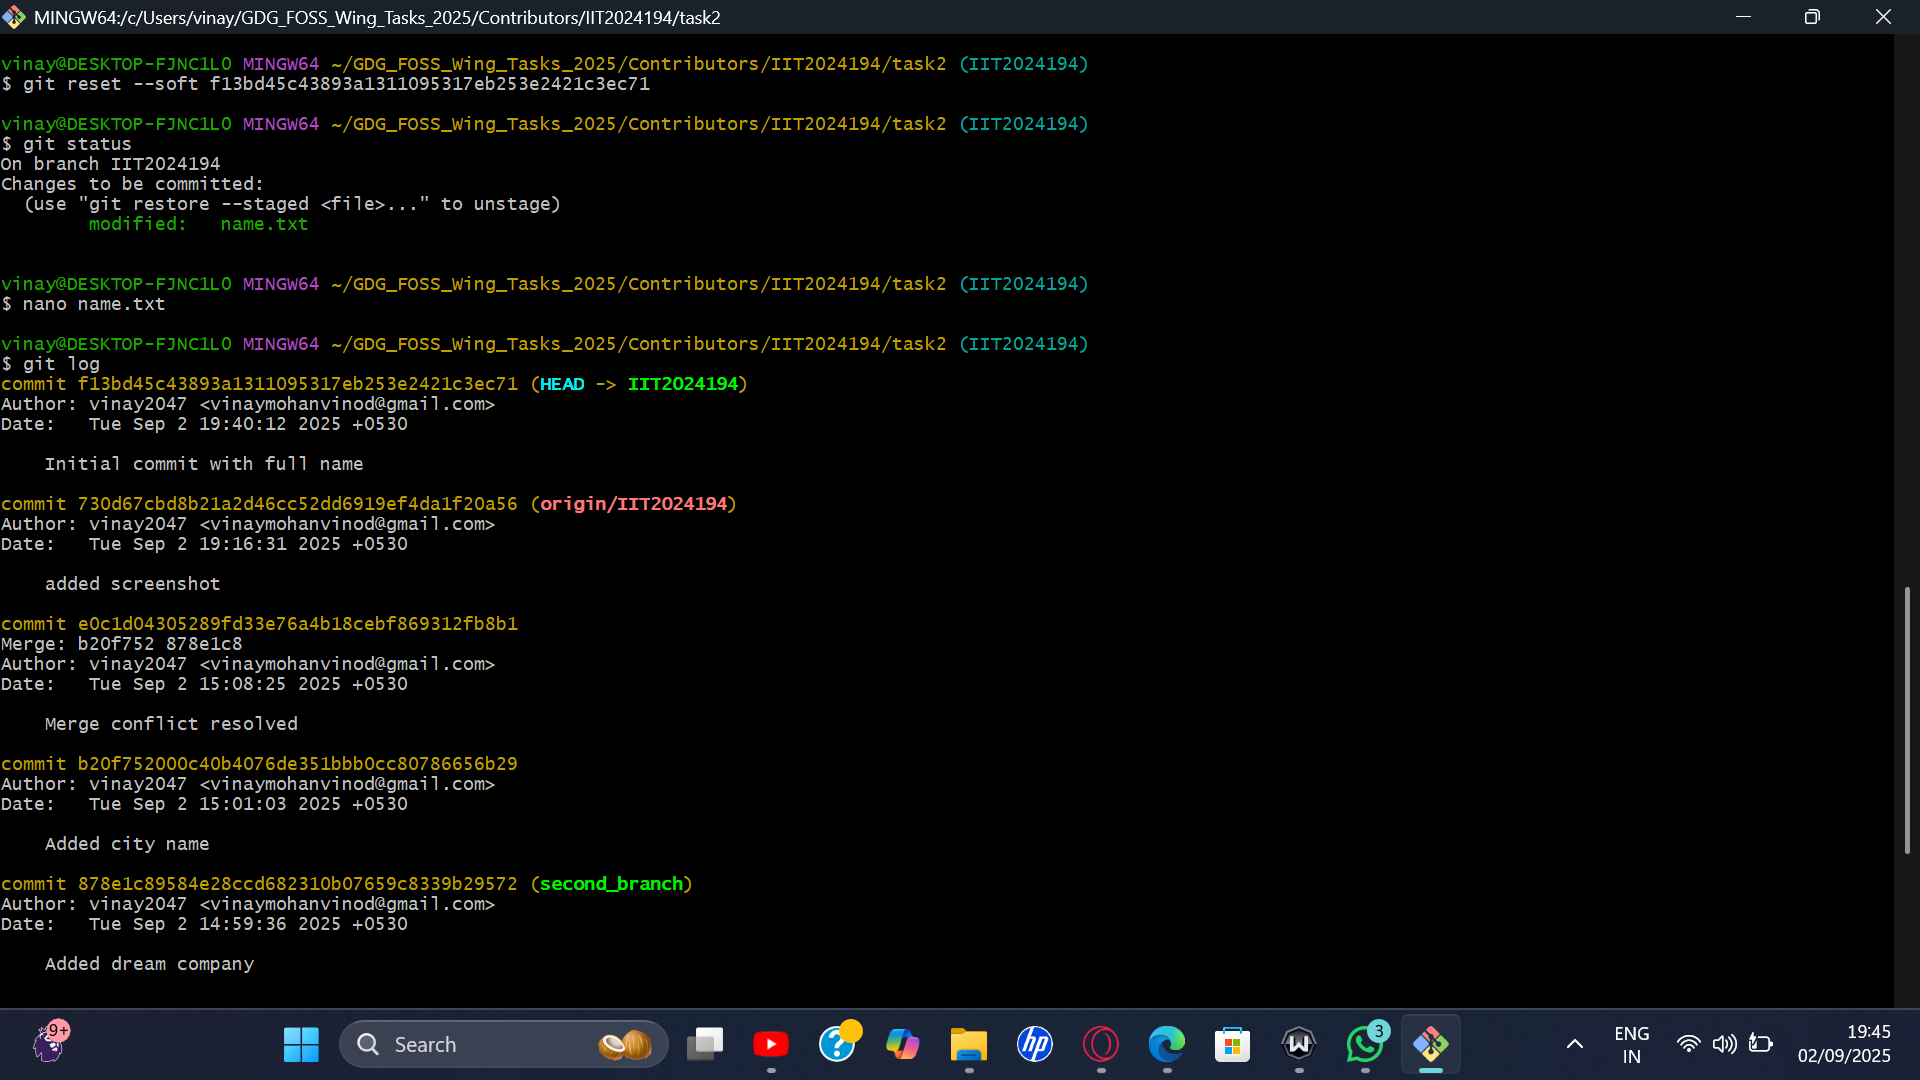 MINGW64:/c/Users/vinay/GDG_FOSS_Wing_Tasks_2025/Contributors/IIT2024194/task2
vinay@DESKTOP-FJNC1L0 MINGW64 ~/GDG_FOSS_Wing_Tasks_2025/Contributors/IIT2024194/task2 (IIT2024194)
$ git reset --soft f13bd45c43893a1311095317eb253e2421c3ec71
vinay@DESKTOP-FJNC1L0 MINGW64 ~/GDG_FOSS_Wing_Tasks_2025/Contributors/IIT2024194/task2 (IIT2024194)
$ git status
On branch IIT2024194
Changes to be committed:
  (use "git restore --staged <file>..." to unstage)
        modified:   name.txt
vinay@DESKTOP-FJNC1L0 MINGW64 ~/GDG_FOSS_Wing_Tasks_2025/Contributors/IIT2024194/task2 (IIT2024194)
$ nano name.txt
vinay@DESKTOP-FJNC1L0 MINGW64 ~/GDG_FOSS_Wing_Tasks_2025/Contributors/IIT2024194/task2 (IIT2024194)
$ git log
commit f13bd45c43893a1311095317eb253e2421c3ec71 (HEAD -> IIT2024194)
Author: vinay2047 <vinaymohanvinod@gmail.com>
Date:   Tue Sep 2 19:40:12 2025 +0530
    Initial commit with full name
commit 730d67cbd8b21a2d46cc52dd6919ef4da1f20a56 (origin/IIT2024194)
Author: vinay2047 <vinaymohanvinod@gmail.com>
Date:   Tue Sep 2 19:16:31 2025 +0530
    added screenshot
commit e0c1d04305289fd33e76a4b18cebf869312fb8b1
Merge: b20f752 878e1c8
Author: vinay2047 <vinaymohanvinod@gmail.com>
Date:   Tue Sep 2 15:08:25 2025 +0530
    Merge conflict resolved
commit b20f752000c40b4076de351bbb0cc80786656b29
Author: vinay2047 <vinaymohanvinod@gmail.com>
Date:   Tue Sep 2 15:01:03 2025 +0530
    Added city name
commit 878e1c89584e28ccd682310b07659c8339b29572 (second_branch)
Author: vinay2047 <vinaymohanvinod@gmail.com>
Date:   Tue Sep 2 14:59:36 2025 +0530
    Added dream company
9+
Search
hp
W
3
ENG
IN
19:45
02/09/2025